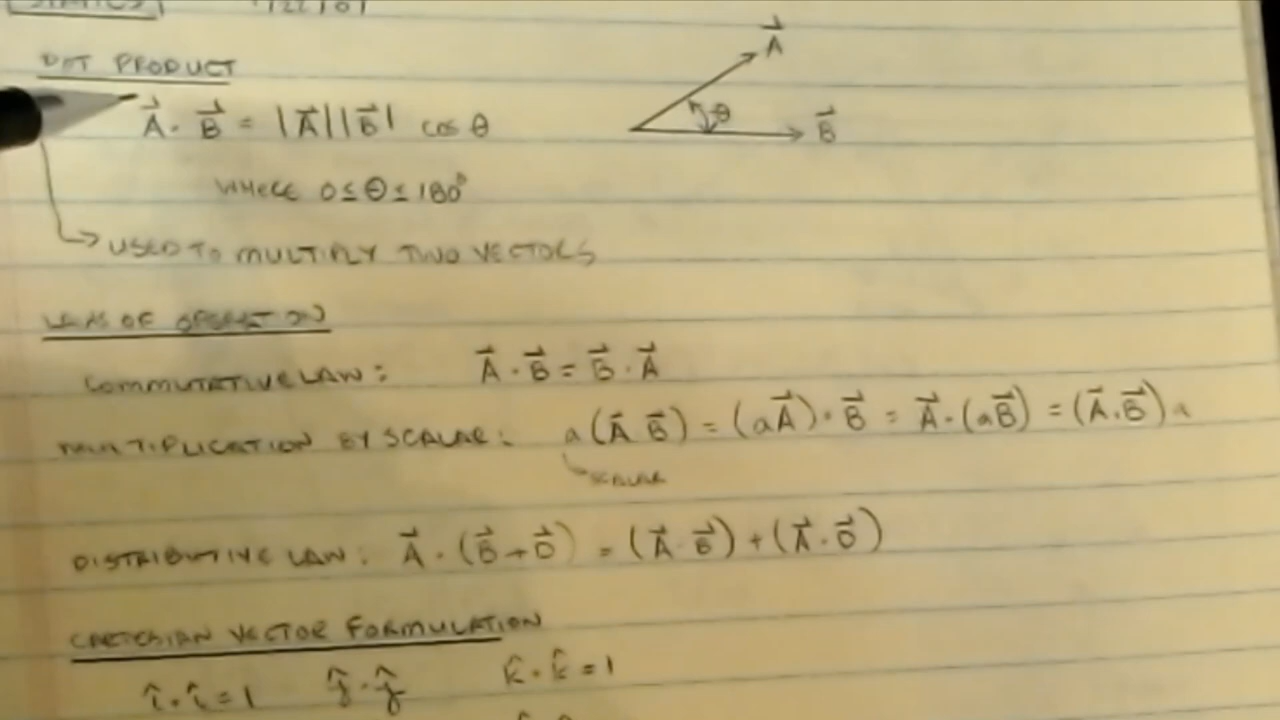 STATICS
DOT PRODUCT
A⃗ · B⃗ = |A⃗||B⃗| cos θ
A⃗
θ
B⃗
WHERE 0 ≤ θ ≤ 180°
USED TO MULTIPLY TWO VECTORS
LAWS OF OPERATION
COMMUTATIVE LAW: A⃗ · B⃗ = B⃗ · A⃗
MULTIPLICATION BY SCALAR: a(A⃗ B⃗) = (aA⃗) · B⃗ = A⃗ · (aB⃗) = (A⃗ · B⃗) a
SCALAR
DISTRIBUTIVE LAW: A⃗ · (B⃗ + D⃗) = (A⃗ · B⃗) + (A⃗ · D⃗)
CARTESIAN VECTOR FORMULATION
î · î = 1 ĵ · ĵ k̂ · k̂ = 1